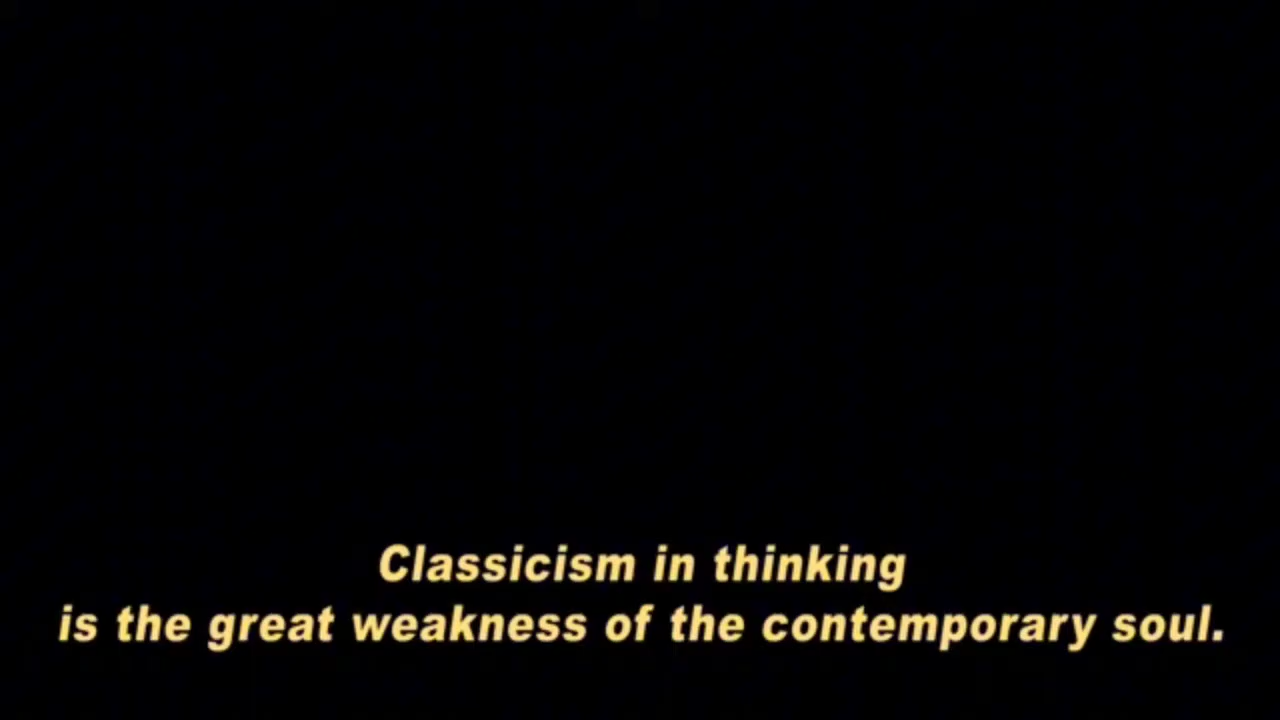 Classicism in thinking
is the great weakness of the contemporary soul.